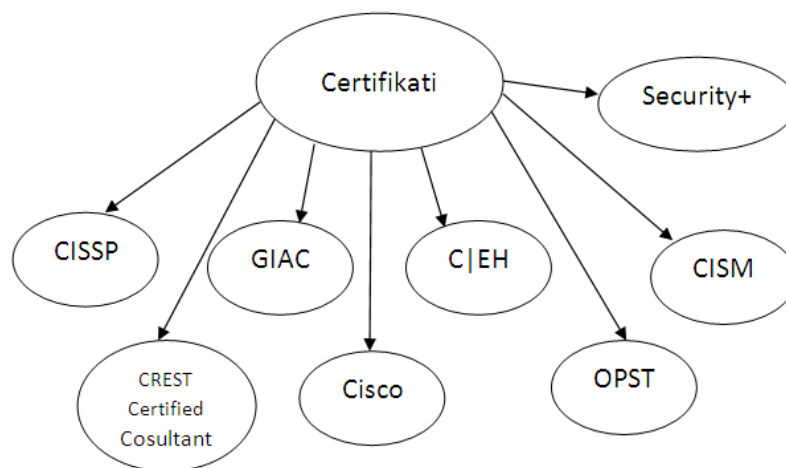 Certifikati
Security+
CISSP
GIAC
C|EH
CISM
CREST
Certified
Cosultant
Cisco
OPST